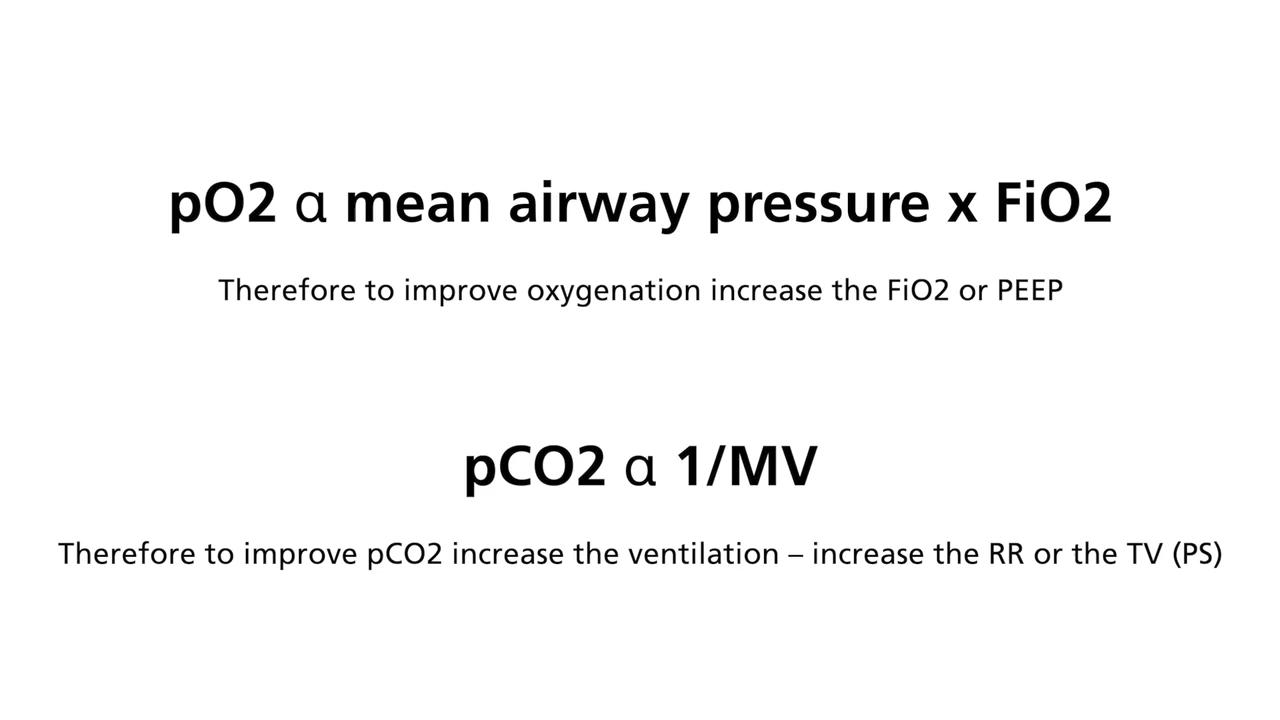 pO2 α mean airway pressure x FiO2
Therefore to improve oxygenation increase the FiO2 or PEEP
pCO2 α 1/MV
Therefore to improve pCO2 increase the ventilation – increase the RR or the TV (PS)